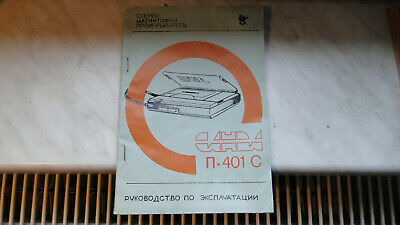 СТЕРЕО
МАГНИТОФОН
ПРОИГРЫВАТЕЛЬ
П·401 С
РУКОВОДСТВО ПО ЭКСПЛУАТАЦИИ